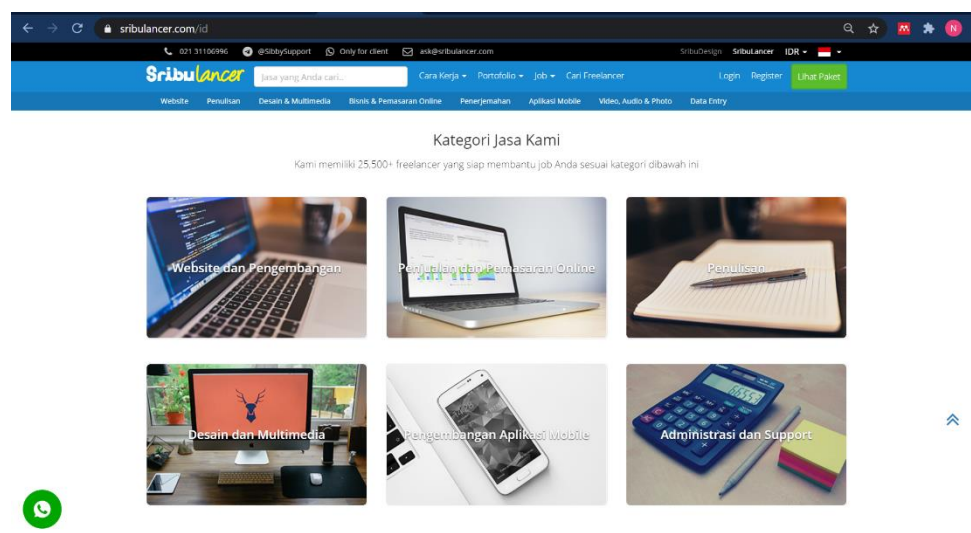 sribulancer.com/id
N
021 31106996 @SibbySupport Only for client ask@sribulancer.com SribuDesign SribuLancer IDR
Sribulancer Jasa yang Anda cari... Cara Kerja Portofolio Job Cari Freelancer Login Register Lihat Paket
Website Penulisan Desain & Multimedia Bisnis & Pemasaran Online Penerjemahan Aplikasi Mobile Video, Audio & Photo Data Entry
Kategori Jasa Kami
Kami memiliki 25,500+ freelancer yang siap membantu job Anda sesuai kategori dibawah ini
Website dan Pengembangan
Penjualan dan Pemasaran Online
Penulisan
Desain dan Multimedia
Pengembangan Aplikasi Mobile
Administrasi dan Support